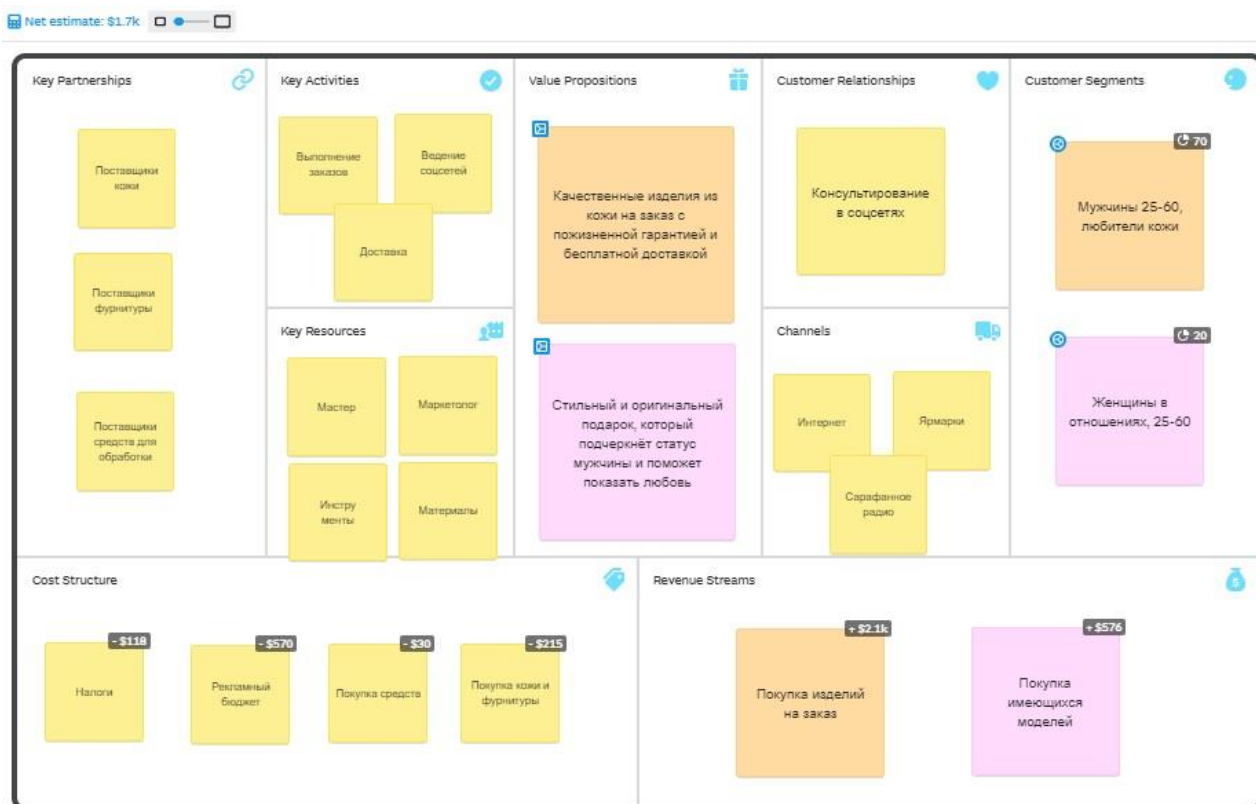 Net estimate: $1.7k
Key Partnerships
Поставщики
кожи
Поставщики
фурнитуры
Поставщики
средств для
обработки
Key Activities
Выполнение
заказов
Ведение
соцсетей
Доставка
Key Resources
Мастер
Маркетолог
Инстру
менты
Материалы
Value Propositions
Качественные изделия из
кожи на заказ с
пожизненной гарантией и
бесплатной доставкой
Стильный и оригинальный
подарок, который
подчеркнёт статус
мужчины и поможет
показать любовь
Customer Relationships
Консультирование
в соцсетях
Channels
Интернет
Ярмарки
Сарафанное
радио
Customer Segments
70
Мужчины 25-60,
любители кожи
20
Женщины в
отношениях, 25-60
Cost Structure
- $118
Налоги
- $570
Рекламный
бюджет
- $30
Покупка средств
- $215
Покупка кожи и
фурнитуры
Revenue Streams
+ $2.1k
Покупка изделий
на заказ
+ $576
Покупка
имеющихся
моделей